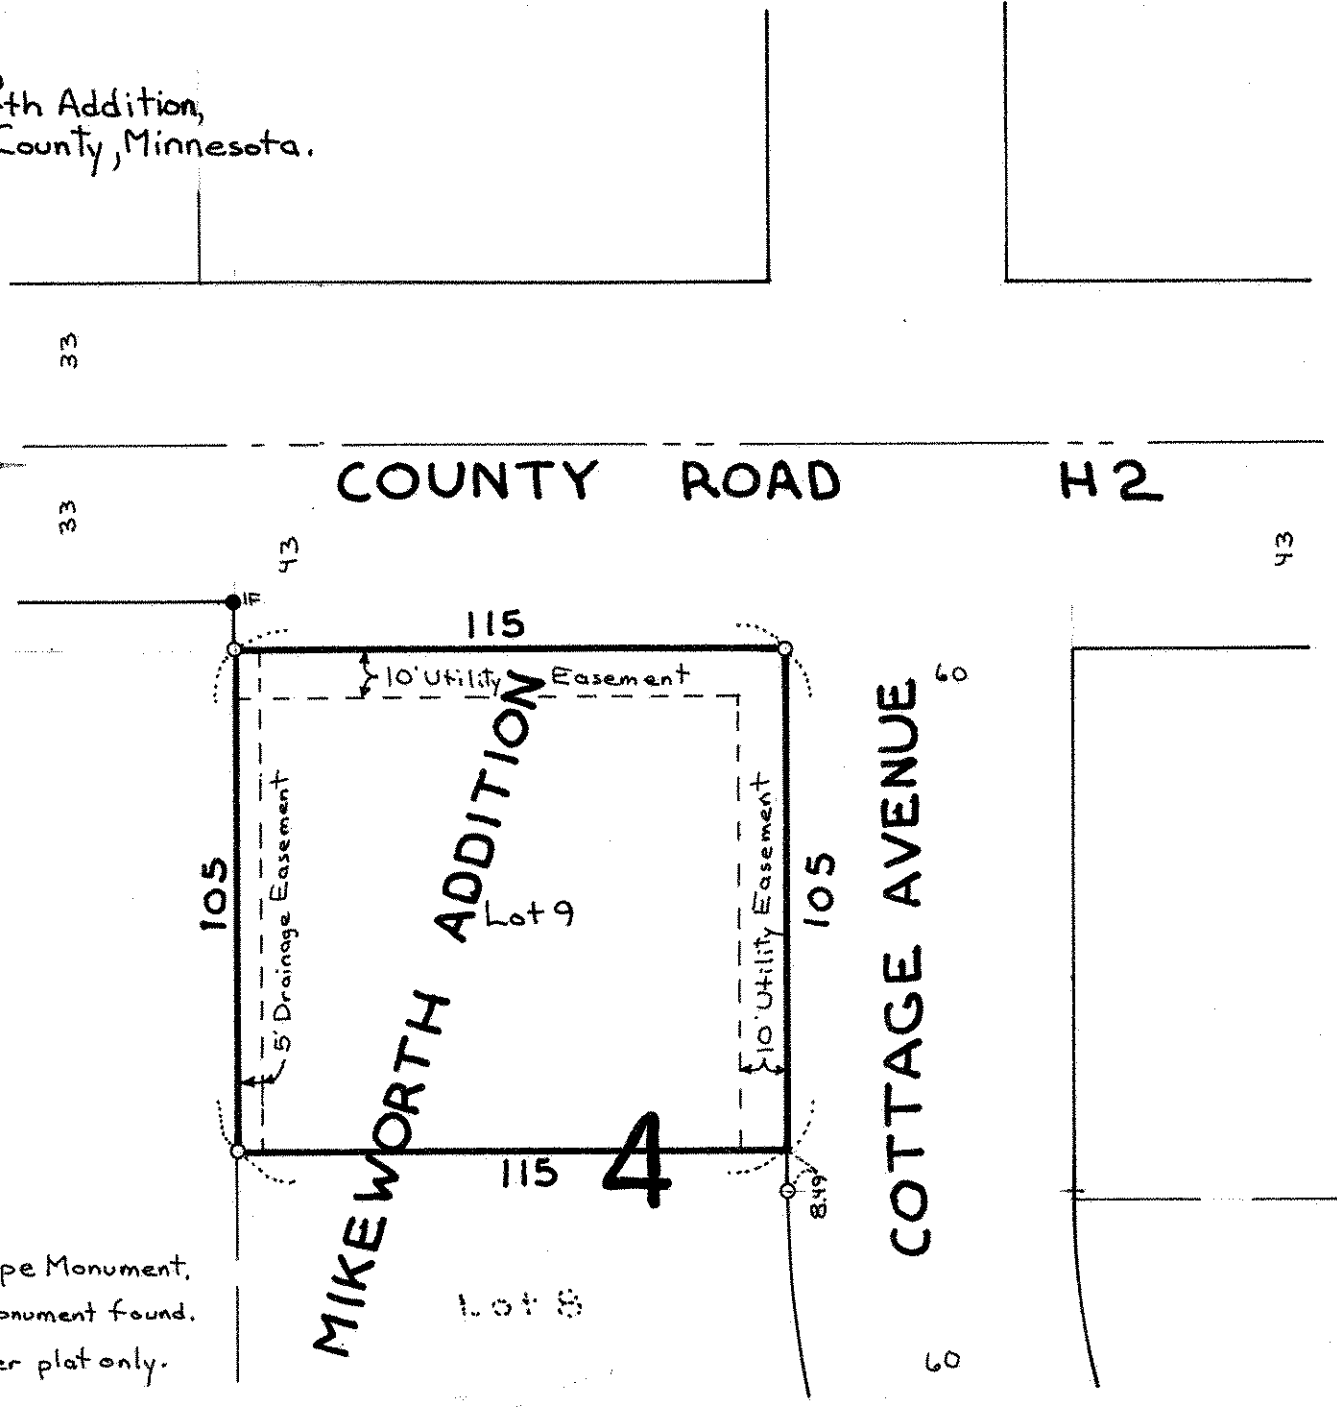 th Addition,
County, Minnesota.
33
COUNTY ROAD H2
33
43
43
IF
115
10' Utility Easement
60
105
5' Drainage Easement
MIKEWORTH ADDITION
Lot 9
10' Utility Easement
105
COTTAGE AVENUE
115
4
8.49
Lot 8
pe Monument.
onument found.
er plat only.
60